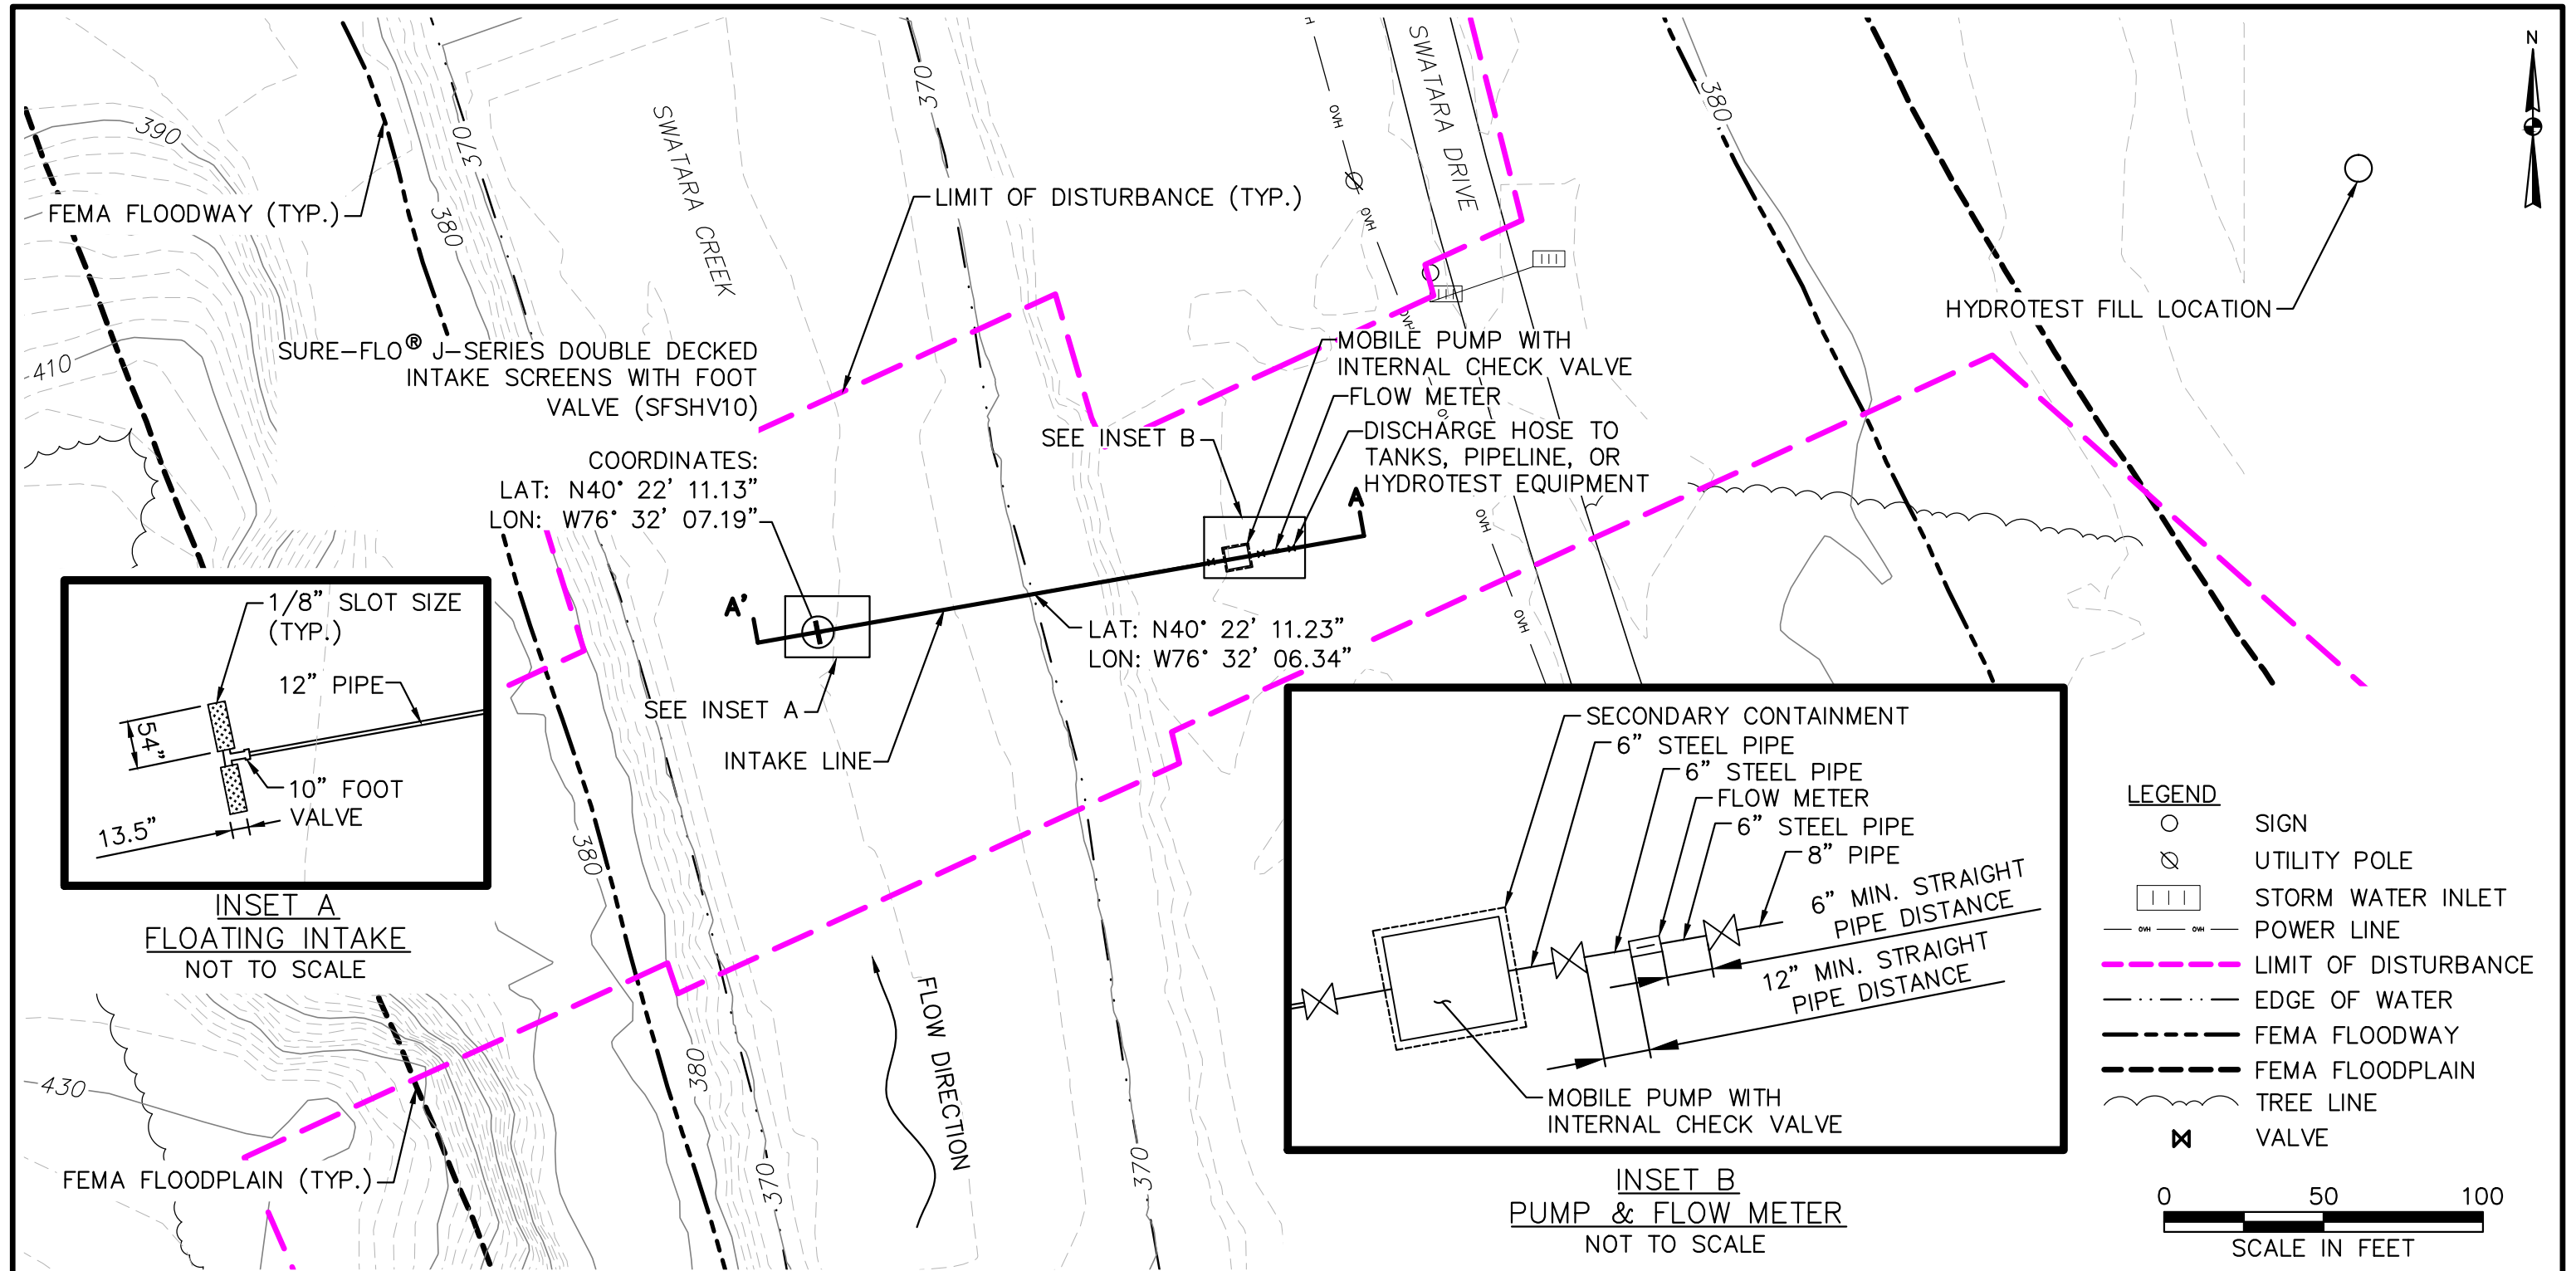 N
390
370
370
380
380
410
SWATARA CREEK
SWATARA DRIVE
OVH
OVH
FEMA FLOODWAY (TYP.)
LIMIT OF DISTURBANCE (TYP.)
HYDROTEST FILL LOCATION
SURE-FLO® J-SERIES DOUBLE DECKED
INTAKE SCREENS WITH FOOT
VALVE (SFSHV10)
MOBILE PUMP WITH
INTERNAL CHECK VALVE
FLOW METER
SEE INSET B
DISCHARGE HOSE TO
TANKS, PIPELINE, OR
HYDROTEST EQUIPMENT
COORDINATES:
LAT: N40° 22' 11.13"
LON: W76° 32' 07.19"
A
A'
OVH
OVH
OVH
OVH
LAT: N40° 22' 11.23"
LON: W76° 32' 06.34"
SEE INSET A
INTAKE LINE
1/8" SLOT SIZE
(TYP.)
12" PIPE
54"
10" FOOT
VALVE
13.5"
INSET A
FLOATING INTAKE
NOT TO SCALE
380
380
370
370
430
FLOW DIRECTION
FEMA FLOODPLAIN (TYP.)
SECONDARY CONTAINMENT
6" STEEL PIPE
6" STEEL PIPE
FLOW METER
6" STEEL PIPE
8" PIPE
6" MIN. STRAIGHT
PIPE DISTANCE
12" MIN. STRAIGHT
PIPE DISTANCE
MOBILE PUMP WITH
INTERNAL CHECK VALVE
INSET B
PUMP & FLOW METER
NOT TO SCALE
LEGEND
SIGN
UTILITY POLE
STORM WATER INLET
OVH OVH
POWER LINE
LIMIT OF DISTURBANCE
EDGE OF WATER
FEMA FLOODWAY
FEMA FLOODPLAIN
TREE LINE
VALVE
0 50 100
SCALE IN FEET